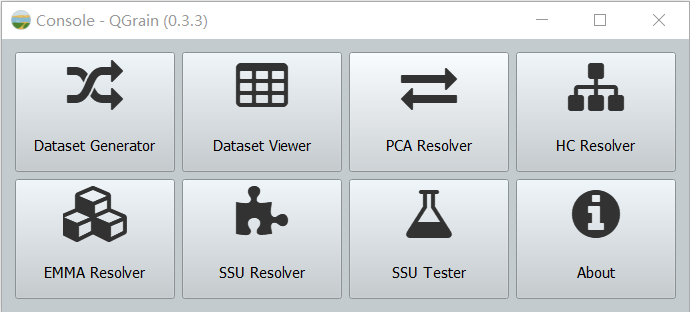 Console - QGrain (0.3.3)
Dataset Generator
Dataset Viewer
PCA Resolver
HC Resolver
EMMA Resolver
SSU Resolver
SSU Tester
About